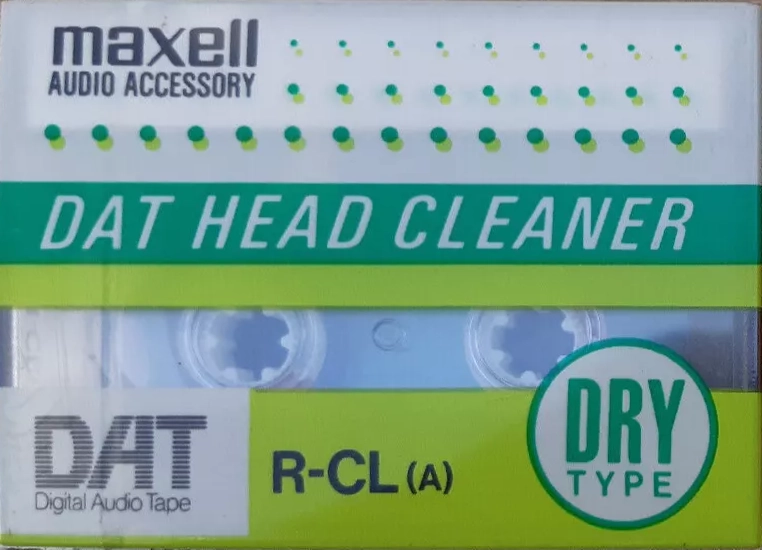 maxell
AUDIO ACCESSORY
DAT HEAD CLEANER
DRY
TYPE
DAT
Digital Audio Tape
R-CL (A)